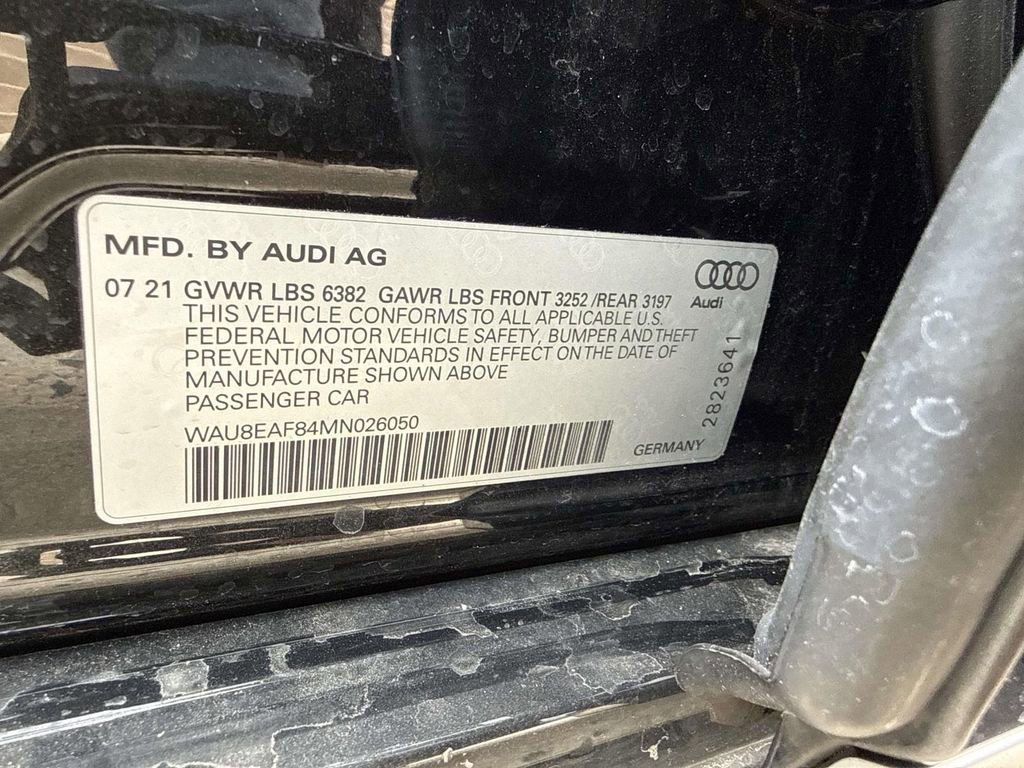 MFD. BY AUDI AG
Audi
07 21 GVWR LBS 6382 GAWR LBS FRONT 3252 /REAR 3197
THIS VEHICLE CONFORMS TO ALL APPLICABLE U.S.
FEDERAL MOTOR VEHICLE SAFETY, BUMPER AND THEFT
PREVENTION STANDARDS IN EFFECT ON THE DATE OF
MANUFACTURE SHOWN ABOVE
PASSENGER CAR
WAU8EAF84MN026050
GERMANY
2823641